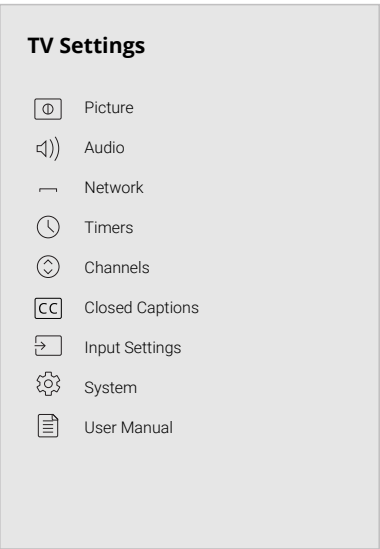 TV Settings
Picture
Audio
Network
Timers
Channels
CC Closed Captions
Input Settings
System
User Manual